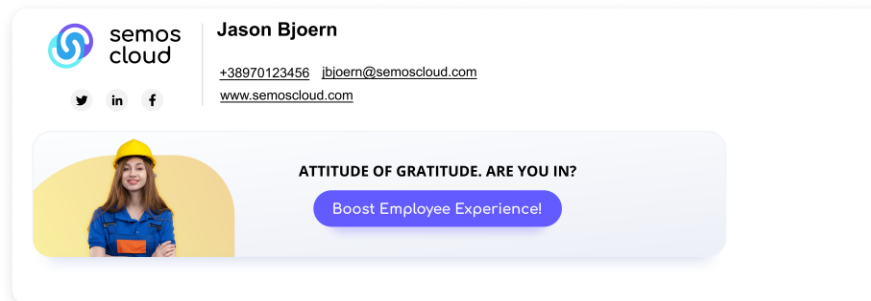 semos
cloud
Jason Bjoern
+38970123456 jbjoern@semoscloud.com
www.semoscloud.com
ATTITUDE OF GRATITUDE. ARE YOU IN?
Boost Employee Experience!